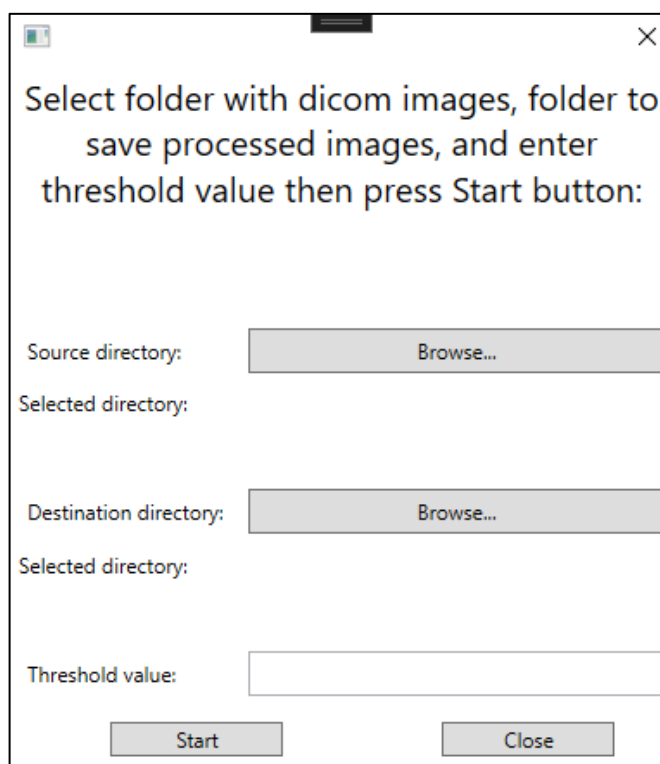 Select folder with dicom images, folder to
save processed images, and enter
threshold value then press Start button:
Source directory:
Browse...
Selected directory:
Destination directory:
Browse...
Selected directory:
Threshold value:
Start
Close